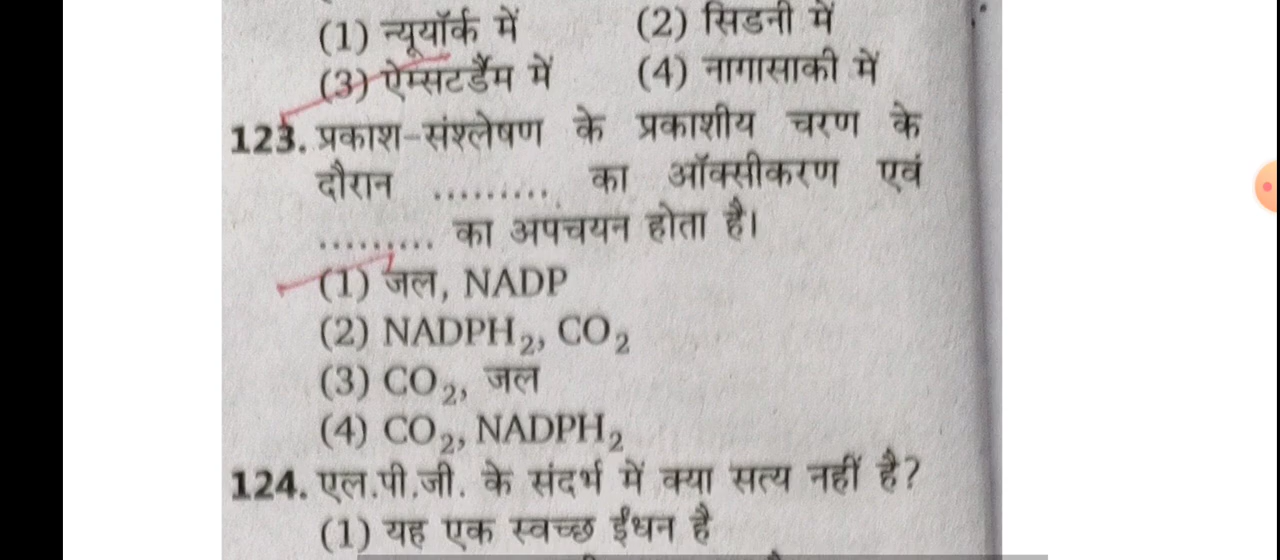 (1) न्यूयॉर्क में (2) सिडनी में
(3) ऐम्सटर्डैम में (4) नागासाकी में
123. प्रकाश-संश्लेषण के प्रकाशीय चरण के
दौरान ......... का ऑक्सीकरण एवं
......... का अपचयन होता है।
(1) जल, NADP
(2) NADPH₂, CO₂
(3) CO₂, जल
(4) CO₂, NADPH₂
124. एल.पी.जी. के संदर्भ में क्या सत्य नहीं है?
(1) यह एक स्वच्छ ईंधन है